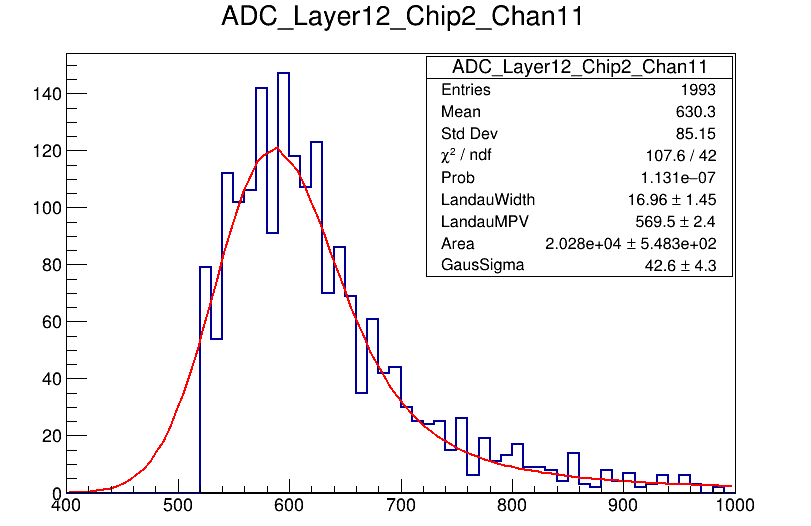 ADC_Layer12_Chip2_Chan11
ADC_Layer12_Chip2_Chan11
Entries 1993
Mean 630.3
Std Dev 85.15
χ² / ndf 107.6 / 42
Prob 1.131e−07
LandauWidth 16.96 ± 1.45
LandauMPV 569.5 ± 2.4
Area 2.028e+04 ± 5.483e+02
GausSigma 42.6 ± 4.3
140
120
100
80
60
40
20
0
400 500 600 700 800 900 1000